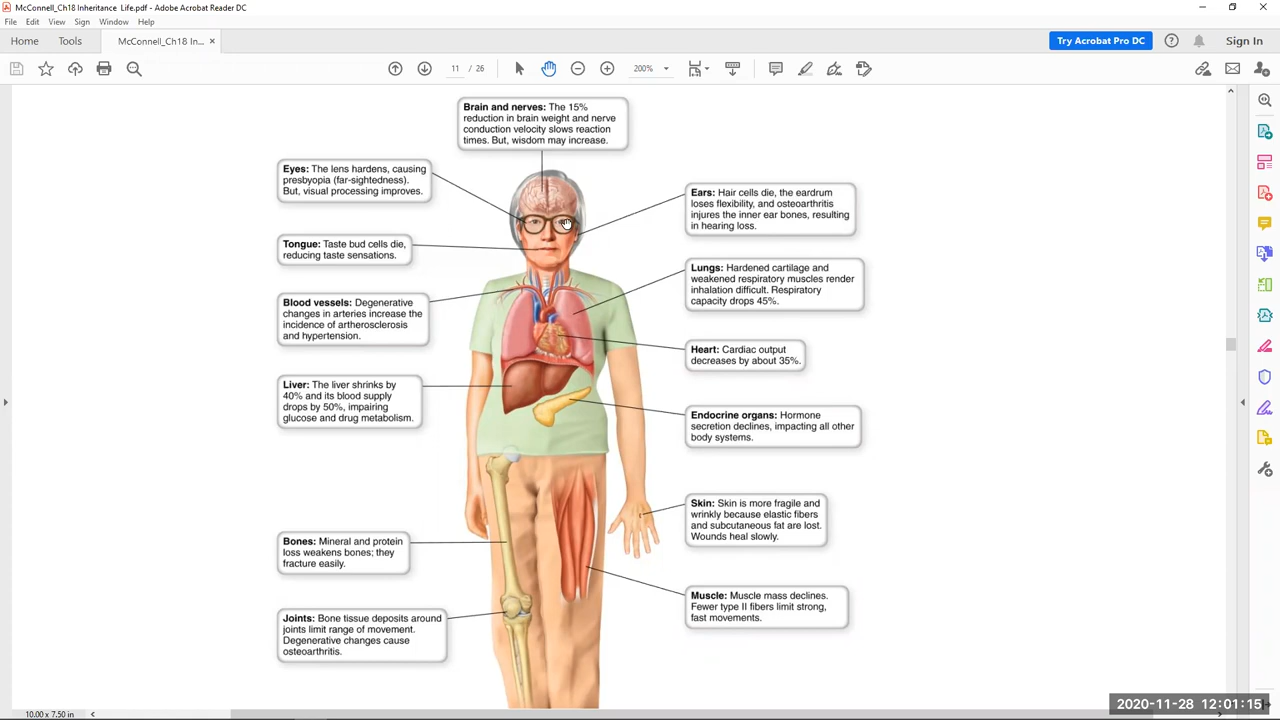 McConnell_Ch18 Inheritance Life.pdf - Adobe Acrobat Reader DC
File Edit View Sign Window Help
Home Tools McConnell_Ch18 In... × Try Acrobat Pro DC Sign In
11 / 26 200%
Brain and nerves: The 15%
reduction in brain weight and nerve
conduction velocity slows reaction
times. But, wisdom may increase.
Eyes: The lens hardens, causing
presbyopia (far-sightedness).
But, visual processing improves.
Ears: Hair cells die, the eardrum
loses flexibility, and osteoarthritis
injures the inner ear bones, resulting
in hearing loss.
Tongue: Taste bud cells die,
reducing taste sensations.
Lungs: Hardened cartilage and
weakened respiratory muscles render
inhalation difficult. Respiratory
capacity drops 45%.
Blood vessels: Degenerative
changes in arteries increase the
incidence of artherosclerosis
and hypertension.
Heart: Cardiac output
decreases by about 35%.
Liver: The liver shrinks by
40% and its blood supply
drops by 50%, impairing
glucose and drug metabolism.
Endocrine organs: Hormone
secretion declines, impacting all other
body systems.
Skin: Skin is more fragile and
wrinkly because elastic fibers
and subcutaneous fat are lost.
Wounds heal slowly.
Bones: Mineral and protein
loss weakens bones; they
fracture easily.
Muscle: Muscle mass declines.
Fewer type II fibers limit strong,
fast movements.
Joints: Bone tissue deposits around
joints limit range of movement.
Degenerative changes cause
osteoarthritis.
10.00 x 7.50 in
2020-11-28 12:01:15